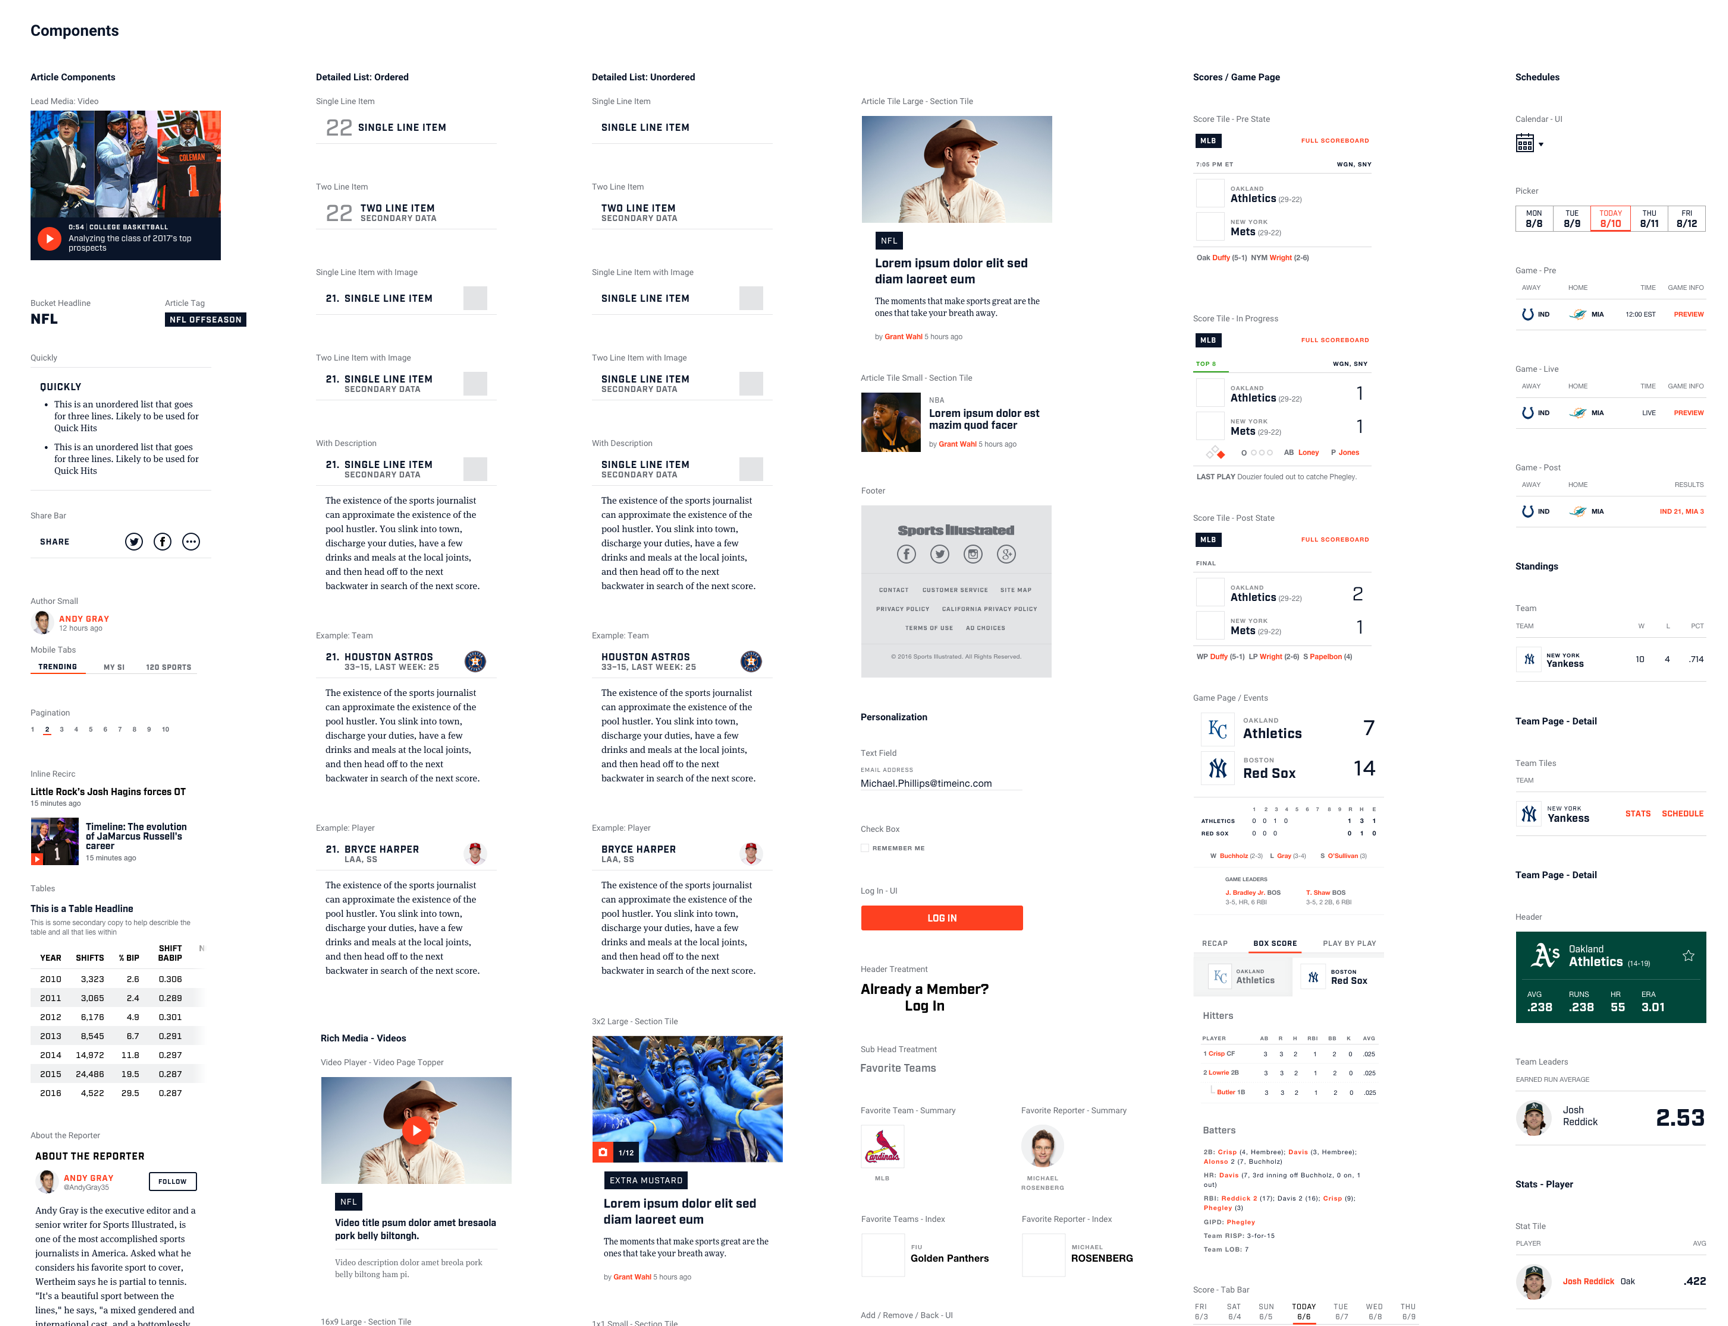 Components
Article Components
Lead Media: Video
COLEMAN
1
0:54 | COLLEGE BASKETBALL
Analyzing the class of 2017's top
prospects
Bucket Headline
Article Tag
NFL
NFL OFFSEASON
Quickly
QUICKLY
• This is an unordered list that goes
for three lines. Likely to be used for
Quick Hits
• This is an unordered list that goes
for three lines. Likely to be used for
Quick Hits
Share Bar
SHARE
Author Small
ANDY GRAY
12 hours ago
Mobile Tabs
TRENDING MY SI 120 SPORTS
Pagination
1 2 3 4 5 6 7 8 9 10
Inline Recirc
Little Rock's Josh Hagins forces OT
15 minutes ago
1
Timeline: The evolution
of JaMarcus Russell's
career
15 minutes ago
Tables
This is a Table Headline
This is some secondary copy to help describle the
table and all that lies within
SHIFT N
YEAR SHIFTS % BIP BABIP
2010 3,323 2.6 0.306
2011 3,065 2.4 0.289
2012 6,176 4.9 0.301
2013 8,545 6.7 0.291
2014 14,972 11.8 0.297
2015 24,486 19.5 0.287
2016 4,522 29.5 0.287
About the Reporter
ABOUT THE REPORTER
ANDY GRAY
@AndyGray35
FOLLOW
Andy Gray is the executive editor and a
senior writer for Sports Illustrated, is
one of the most accomplished sports
journalists in America. Asked what he
considers his favorite sport to cover,
Wertheim says he is partial to tennis.
"It's a beautiful sport between the
lines," he says, "a mixed gendered and
international cast, and a bottomlessly
Detailed List: Ordered
Single Line Item
22 SINGLE LINE ITEM
Two Line Item
22 TWO LINE ITEM
SECONDARY DATA
Single Line Item with Image
21. SINGLE LINE ITEM
Two Line Item with Image
21. SINGLE LINE ITEM
SECONDARY DATA
With Description
21. SINGLE LINE ITEM
SECONDARY DATA
The existence of the sports journalist
can approximate the existence of the
pool hustler. You slink into town,
discharge your duties, have a few
drinks and meals at the local joints,
and then head off to the next
backwater in search of the next score.
Example: Team
21. HOUSTON ASTROS
33–15, LAST WEEK: 25
The existence of the sports journalist
can approximate the existence of the
pool hustler. You slink into town,
discharge your duties, have a few
drinks and meals at the local joints,
and then head off to the next
backwater in search of the next score.
Example: Player
21. BRYCE HARPER
LAA, SS
The existence of the sports journalist
can approximate the existence of the
pool hustler. You slink into town,
discharge your duties, have a few
drinks and meals at the local joints,
and then head off to the next
backwater in search of the next score.
Rich Media - Videos
Video Player - Video Page Topper
NFL
Video title psum dolor amet bresaola
pork belly biltongh.
Video description dolor amet breola pork
belly biltong ham pi.
16x9 Large - Section Tile
Detailed List: Unordered
Single Line Item
SINGLE LINE ITEM
Two Line Item
TWO LINE ITEM
SECONDARY DATA
Single Line Item with Image
SINGLE LINE ITEM
Two Line Item with Image
SINGLE LINE ITEM
SECONDARY DATA
With Description
SINGLE LINE ITEM
SECONDARY DATA
The existence of the sports journalist
can approximate the existence of the
pool hustler. You slink into town,
discharge your duties, have a few
drinks and meals at the local joints,
and then head off to the next
backwater in search of the next score.
Example: Team
HOUSTON ASTROS
33–15, LAST WEEK: 25
The existence of the sports journalist
can approximate the existence of the
pool hustler. You slink into town,
discharge your duties, have a few
drinks and meals at the local joints,
and then head off to the next
backwater in search of the next score.
Example: Player
BRYCE HARPER
LAA, SS
The existence of the sports journalist
can approximate the existence of the
pool hustler. You slink into town,
discharge your duties, have a few
drinks and meals at the local joints,
and then head off to the next
backwater in search of the next score.
3x2 Large - Section Tile
1/12
EXTRA MUSTARD
Lorem ipsum dolor elit sed
diam laoreet eum
The moments that make sports great are the
ones that take your breath away.
by Grant Wahl 5 hours ago
1x1 Small - Section Tile
Article Tile Large - Section Tile
NFL
Lorem ipsum dolor elit sed
diam laoreet eum
The moments that make sports great are the
ones that take your breath away.
by Grant Wahl 5 hours ago
Article Tile Small - Section Tile
NBA
Lorem ipsum dolor est
mazim quod facer
by Grant Wahl 5 hours ago
Footer
Sports Illustrated
CONTACT CUSTOMER SERVICE SITE MAP
PRIVACY POLICY CALIFORNIA PRIVACY POLICY
TERMS OF USE AD CHOICES
© 2016 Sports Illustrated. All Rights Reserved.
Personalization
Text Field
EMAIL ADDRESS
Michael.Phillips@timeinc.com
Check Box
REMEMBER ME
Log In - UI
LOG IN
Header Treatment
Already a Member?
Log In
Sub Head Treatment
Favorite Teams
Favorite Team - Summary
Cardinals
MLB
Favorite Reporter - Summary
MICHAEL
ROSENBERG
Favorite Teams - Index
FIU
Golden Panthers
Favorite Reporter - Index
MICHAEL
ROSENBERG
Add / Remove / Back - UI
Scores / Game Page
Score Tile - Pre State
MLB FULL SCOREBOARD
7:05 PM ET WGN, SNY
OAKLAND
Athletics (29-22)
NEW YORK
Mets (29-22)
Oak Duffy (5-1) NYM Wright (2-6)
Score Tile - In Progress
MLB FULL SCOREBOARD
TOP 8 WGN, SNY
OAKLAND
Athletics (29-22) 1
NEW YORK
Mets (29-22) 1
O AB Loney P Jones
LAST PLAY Douzier fouled out to catche Phegley.
Score Tile - Post State
MLB FULL SCOREBOARD
FINAL
OAKLAND
Athletics (29-22) 2
NEW YORK
Mets (29-22) 1
WP Duffy (5-1) LP Wright (2-6) S Papelbon (4)
Game Page / Events
KC
OAKLAND
Athletics 7
NY
BOSTON
Red Sox 14
1 2 3 4 5 6 7 8 9 R H E
ATHLETICS 0 0 1 0 1 3 1
RED SOX 0 0 0 0 1 0
W Buchholz (2-3) L Gray (3-4) S O'Sullivan (3)
GAME LEADERS
J. Bradley Jr. BOS T. Shaw BOS
3-5, HR, 6 RBI 3-5, 2 2B, 6 RBI
RECAP BOX SCORE PLAY BY PLAY
KC OAKLAND NY BOSTON
Athletics Red Sox
Hitters
PLAYER AB R H RBI BB K AVG
1 Crisp CF 3 3 2 1 2 0 .025
2 Lowrie 2B 3 3 2 1 2 0 .025
Butler 1B 3 3 2 1 2 0 .025
Batters
2B: Crisp (4, Hembree); Davis (3, Hembree);
Alonso 2 (7, Buchholz)
HR: Davis (7, 3rd inning off Buchholz, 0 on, 1
out)
RBI: Reddick 2 (17); Davis 2 (16); Crisp (9);
Phegley (3)
GIPD: Phegley
Team RISP: 3-for-15
Team LOB: 7
Score - Tab Bar
FRI SAT SUN TODAY TUE WED THU
6/3 6/4 6/5 6/6 6/7 6/8 6/9
Schedules
Calendar - UI
Picker
MON TUE TODAY THU FRI
8/8 8/9 8/10 8/11 8/12
Game - Pre
AWAY HOME TIME GAME INFO
IND MIA 12:00 EST PREVIEW
Game - Live
AWAY HOME TIME GAME INFO
IND MIA LIVE PREVIEW
Game - Post
AWAY HOME RESULTS
IND MIA IND 21, MIA 3
Standings
Team
TEAM W L PCT
NY
NEW YORK
Yankess 10 4 .714
Team Page - Detail
Team Tiles
TEAM
NY
NEW YORK
Yankess STATS SCHEDULE
Team Page - Detail
Header
A's
Oakland
Athletics (14-19)
AVG RUNS HR ERA
.238 .238 55 3.01
Team Leaders
EARNED RUN AVERAGE
Josh
Reddick 2.53
Stats - Player
Stat Tile
PLAYER AVG
Josh Reddick Oak .422